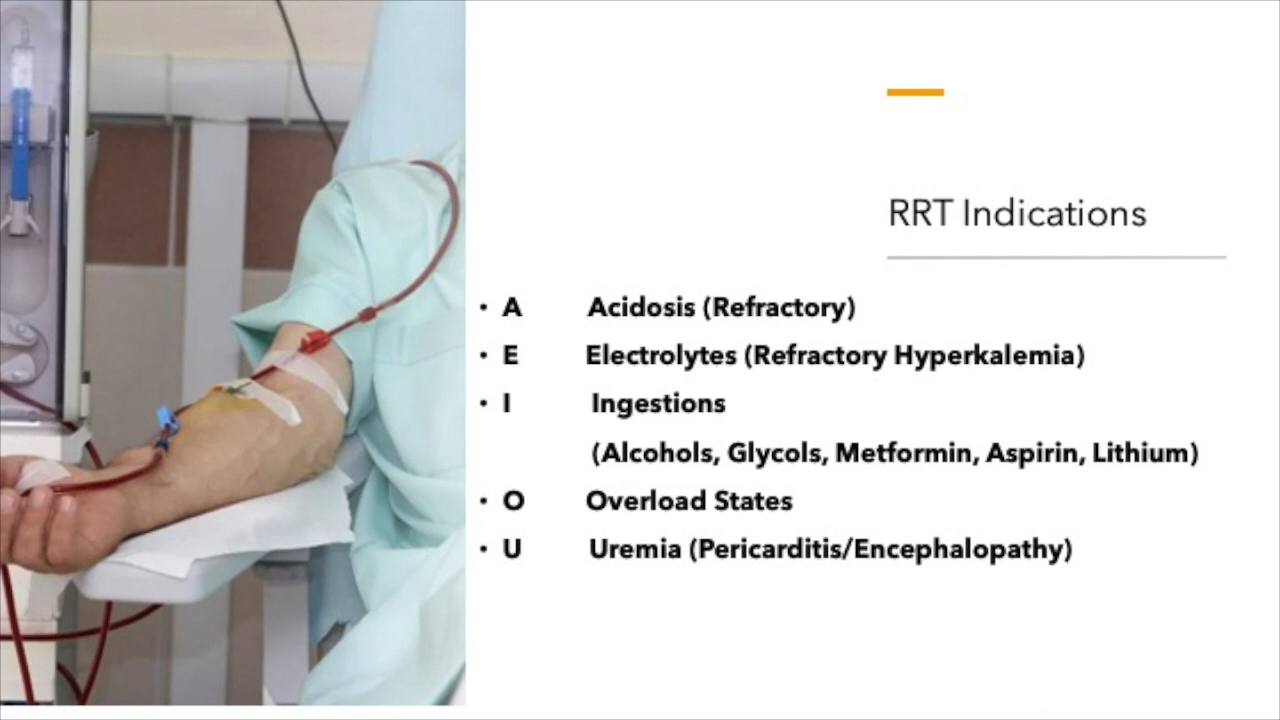 RRT Indications
• A Acidosis (Refractory)
• E Electrolytes (Refractory Hyperkalemia)
• I Ingestions
(Alcohols, Glycols, Metformin, Aspirin, Lithium)
• O Overload States
• U Uremia (Pericarditis/Encephalopathy)